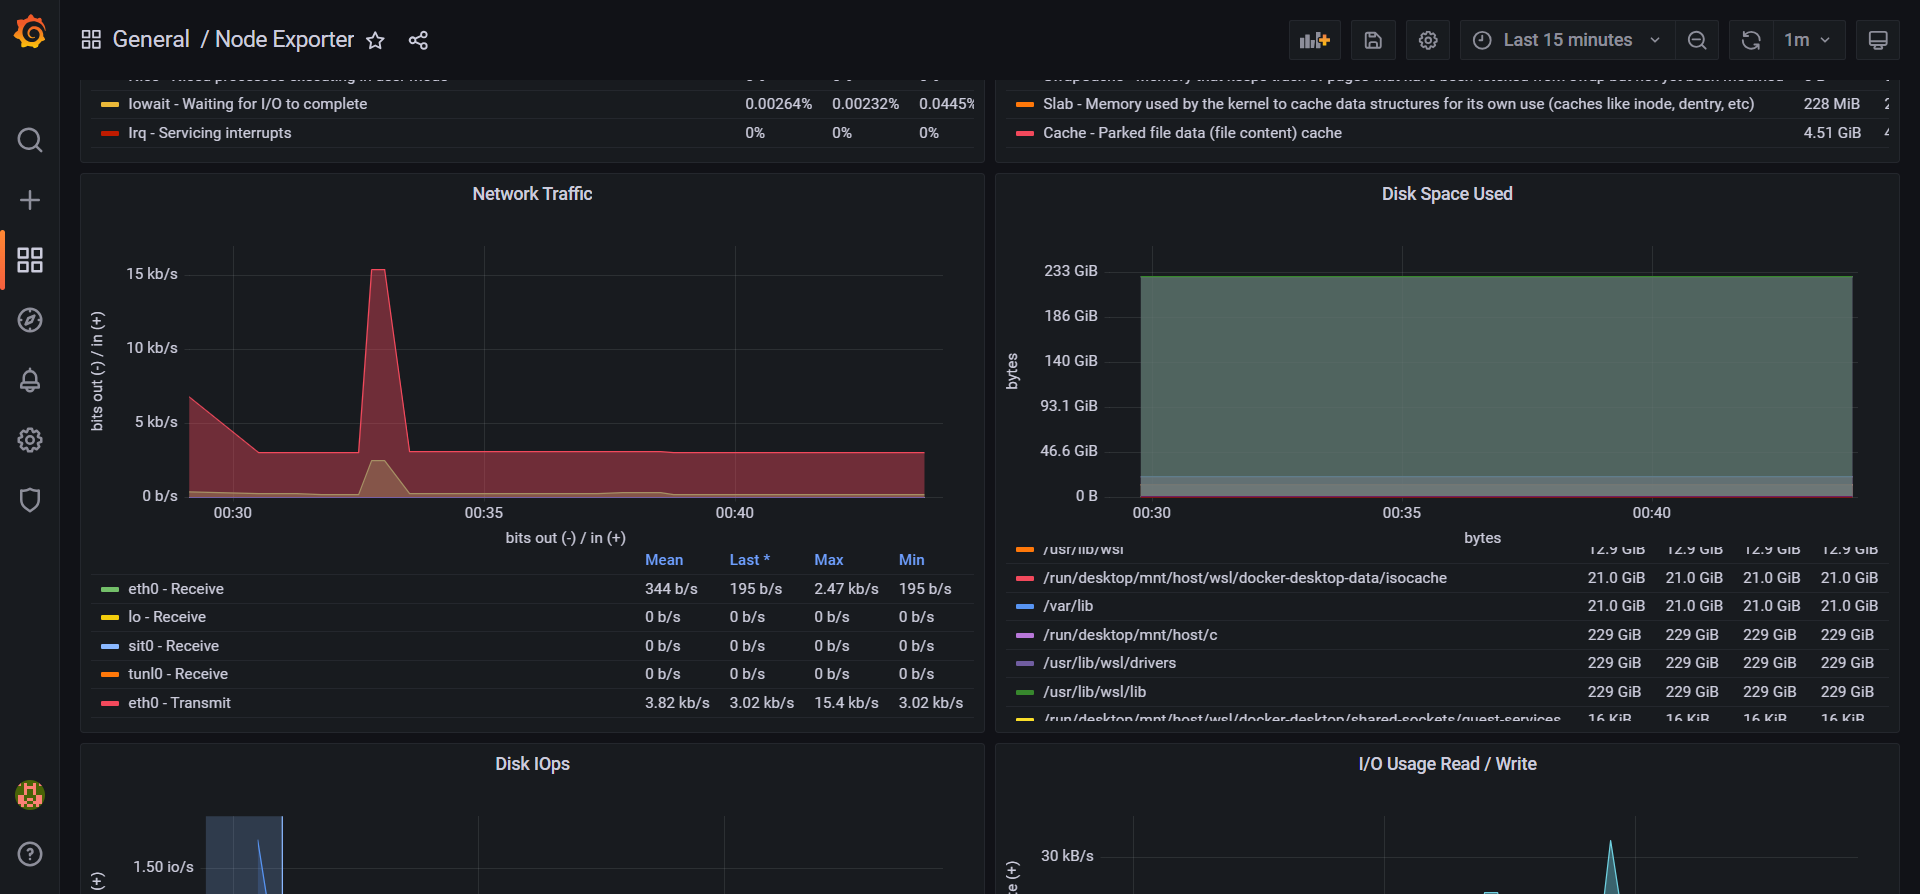 General / Node Exporter
Last 15 minutes
1m
Iowait - Waiting for I/O to complete 0.00264% 0.00232% 0.0445%
Irq - Servicing interrupts 0% 0% 0%
Slab - Memory used by the kernel to cache data structures for its own use (caches like inode, dentry, etc) 228 MiB
Cache - Parked file data (file content) cache 4.51 GiB
Network Traffic
bits out (-) / in (+)
15 kb/s
10 kb/s
5 kb/s
0 b/s
00:30 00:35 00:40
bits out (-) / in (+)
Mean Last * Max Min
eth0 - Receive 344 b/s 195 b/s 2.47 kb/s 195 b/s
lo - Receive 0 b/s 0 b/s 0 b/s 0 b/s
sit0 - Receive 0 b/s 0 b/s 0 b/s 0 b/s
tunl0 - Receive 0 b/s 0 b/s 0 b/s 0 b/s
eth0 - Transmit 3.82 kb/s 3.02 kb/s 15.4 kb/s 3.02 kb/s
Disk Space Used
bytes
233 GiB
186 GiB
140 GiB
93.1 GiB
46.6 GiB
0 B
00:30 00:35 00:40
bytes
/usr/lib/wsl 12.9 GiB 12.9 GiB 12.9 GiB 12.9 GiB
/run/desktop/mnt/host/wsl/docker-desktop-data/isocache 21.0 GiB 21.0 GiB 21.0 GiB 21.0 GiB
/var/lib 21.0 GiB 21.0 GiB 21.0 GiB 21.0 GiB
/run/desktop/mnt/host/c 229 GiB 229 GiB 229 GiB 229 GiB
/usr/lib/wsl/drivers 229 GiB 229 GiB 229 GiB 229 GiB
/usr/lib/wsl/lib 229 GiB 229 GiB 229 GiB 229 GiB
/run/desktop/mnt/host/wsl/docker-desktop/shared-sockets/guest-services 16 KiB 16 KiB 16 KiB 16 KiB
Disk IOps
(+)
1.50 io/s
I/O Usage Read / Write
(+)
30 kB/s